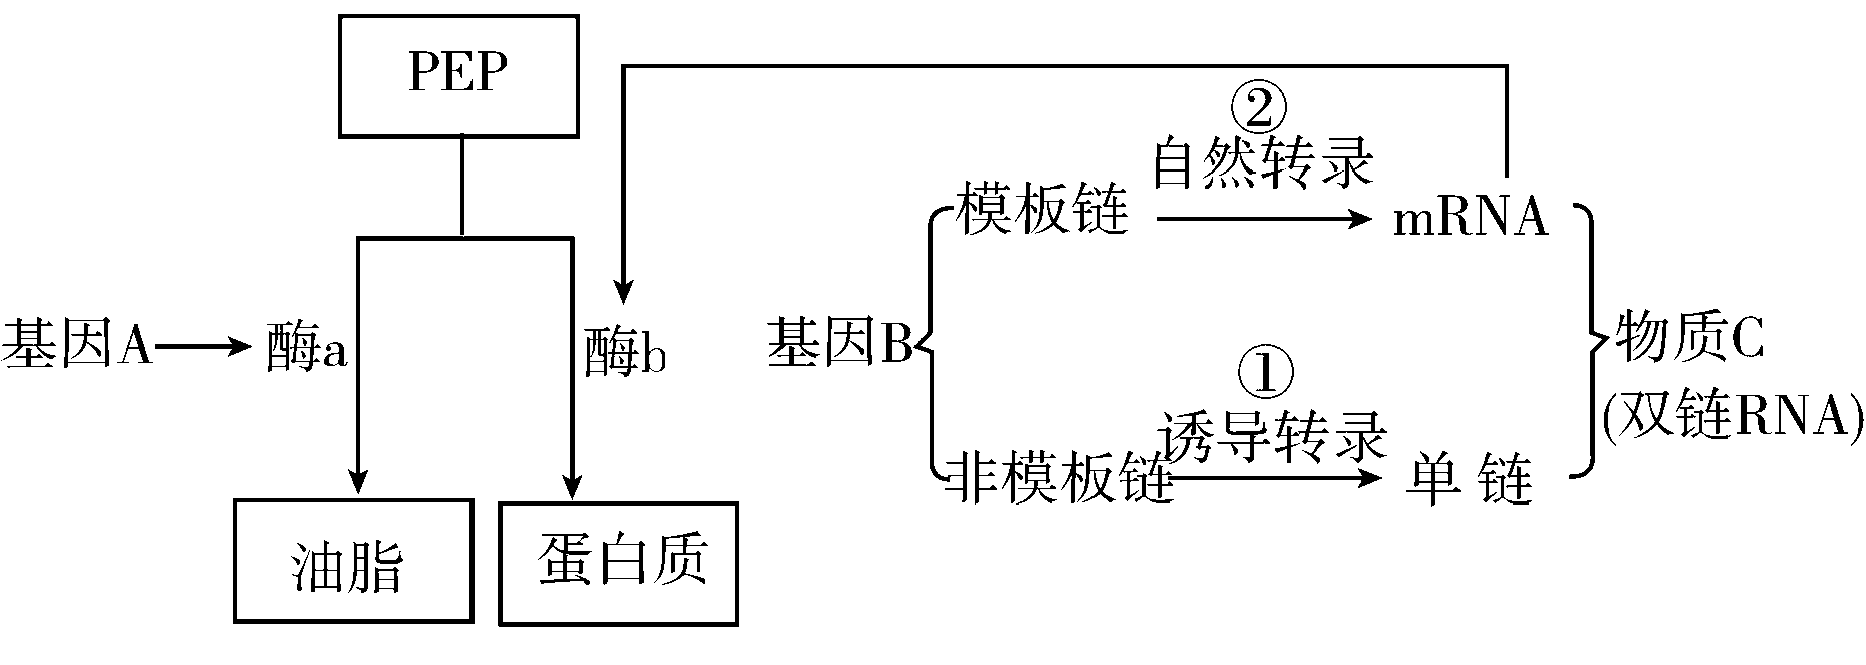 PEP
②
自然转录
模板链
mRNA
基因A
酶a
酶b
基因B
物质C
(双链RNA)
①
诱导转录
非模板链
单链
油脂
蛋白质